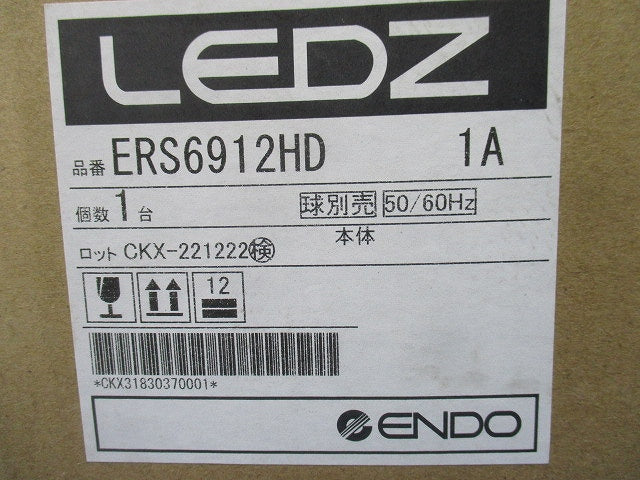 LEDZ
品番 ERS6912HD 1A
個数 1 台 球別売 50/60Hz
本体
ロット CKX-221222 検
12
*CKX31830370001*
ENDO